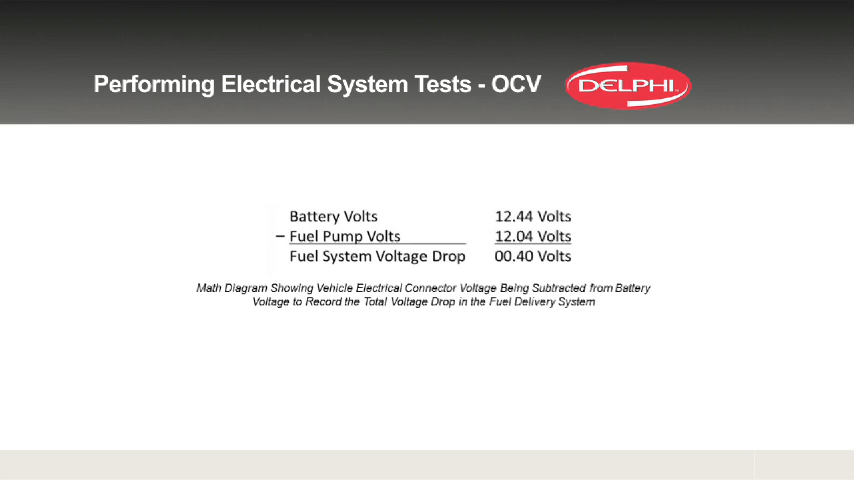 Performing Electrical System Tests - OCV
DELPHI
Battery Volts 12.44 Volts
– Fuel Pump Volts 12.04 Volts
Fuel System Voltage Drop 00.40 Volts
Math Diagram Showing Vehicle Electrical Connector Voltage Being Subtracted from Battery
Voltage to Record the Total Voltage Drop in the Fuel Delivery System